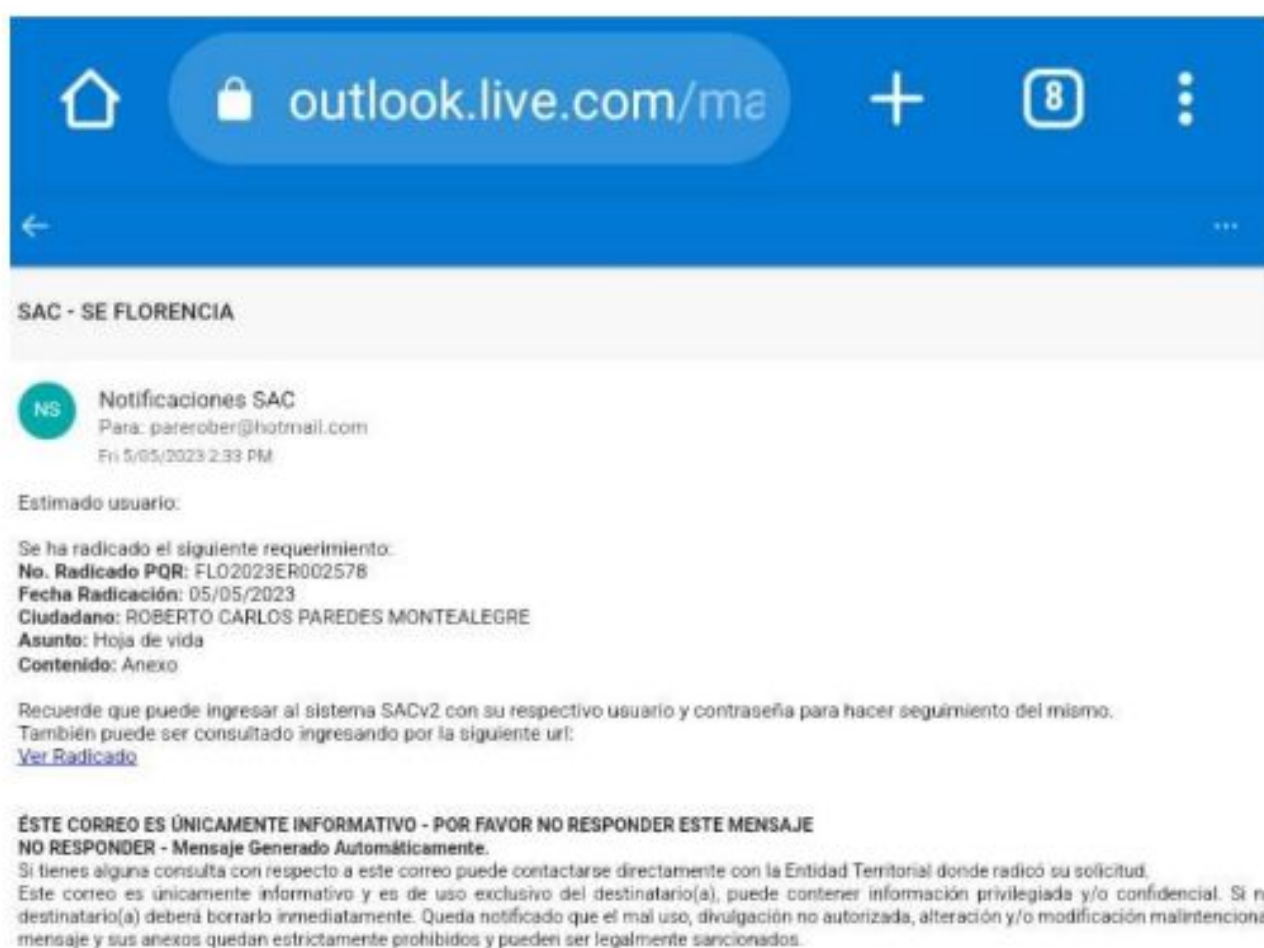 outlook.live.com/ma
8
SAC - SE FLORENCIA
NS
Notificaciones SAC
Para: parerober@hotmail.com
Fri 5/05/2023 2:33 PM
Estimado usuario:
Se ha radicado el siguiente requerimiento:
No. Radicado PQR: FLO2023ER002578
Fecha Radicación: 05/05/2023
Ciudadano: ROBERTO CARLOS PAREDES MONTEALEGRE
Asunto: Hoja de vida
Contenido: Anexo
Recuerde que puede ingresar al sistema SACv2 con su respectivo usuario y contraseña para hacer seguimiento del mismo.
También puede ser consultado ingresando por la siguiente url:
Ver Radicado
ÉSTE CORREO ES ÚNICAMENTE INFORMATIVO - POR FAVOR NO RESPONDER ESTE MENSAJE
NO RESPONDER - Mensaje Generado Automáticamente.
Si tienes alguna consulta con respecto a este correo puede contactarse directamente con la Entidad Territorial donde radicó su solicitud.
Este correo es únicamente informativo y es de uso exclusivo del destinatario(a), puede contener información privilegiada y/o confidencial. Si n
destinatario(a) deberá borrarlo inmediatamente. Queda notificado que el mal uso, divulgación no autorizada, alteración y/o modificación malintenciona
mensaje y sus anexos quedan estrictamente prohibidos y pueden ser legalmente sancionados.